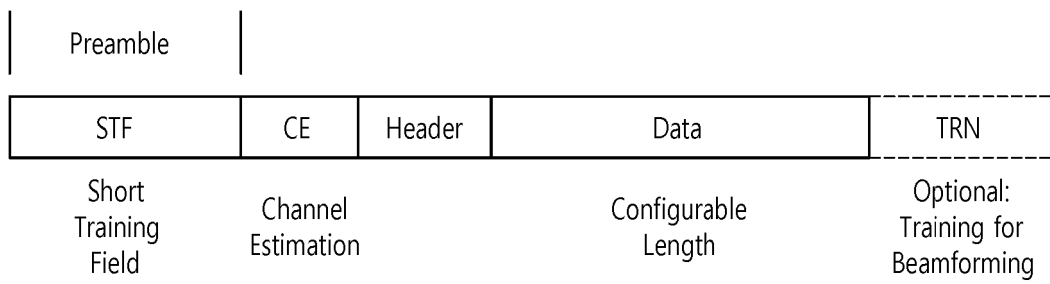 Preamble
STF CE Header Data TRN
Short
Training
Field
Channel
Estimation
Configurable
Length
Optional:
Training for
Beamforming